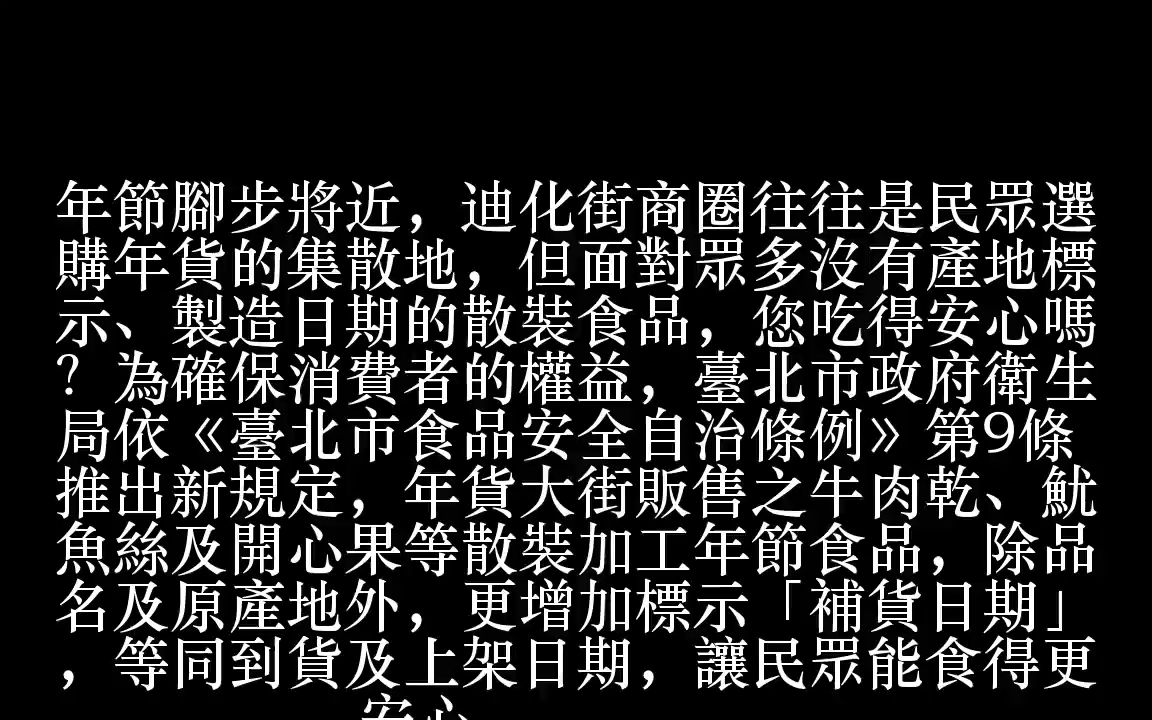 年節腳步將近，迪化街商圈往往是民眾選
購年貨的集散地，但面對眾多沒有產地標
示、製造日期的散裝食品，您吃得安心嗎
？為確保消費者的權益，臺北市政府衛生
局依《臺北市食品安全自治條例》第9條
推出新規定，年貨大街販售之牛肉乾、魷
魚絲及開心果等散裝加工年節食品，除品
名及原產地外，更增加標示「補貨日期」
，等同到貨及上架日期，讓民眾能食得更
安心